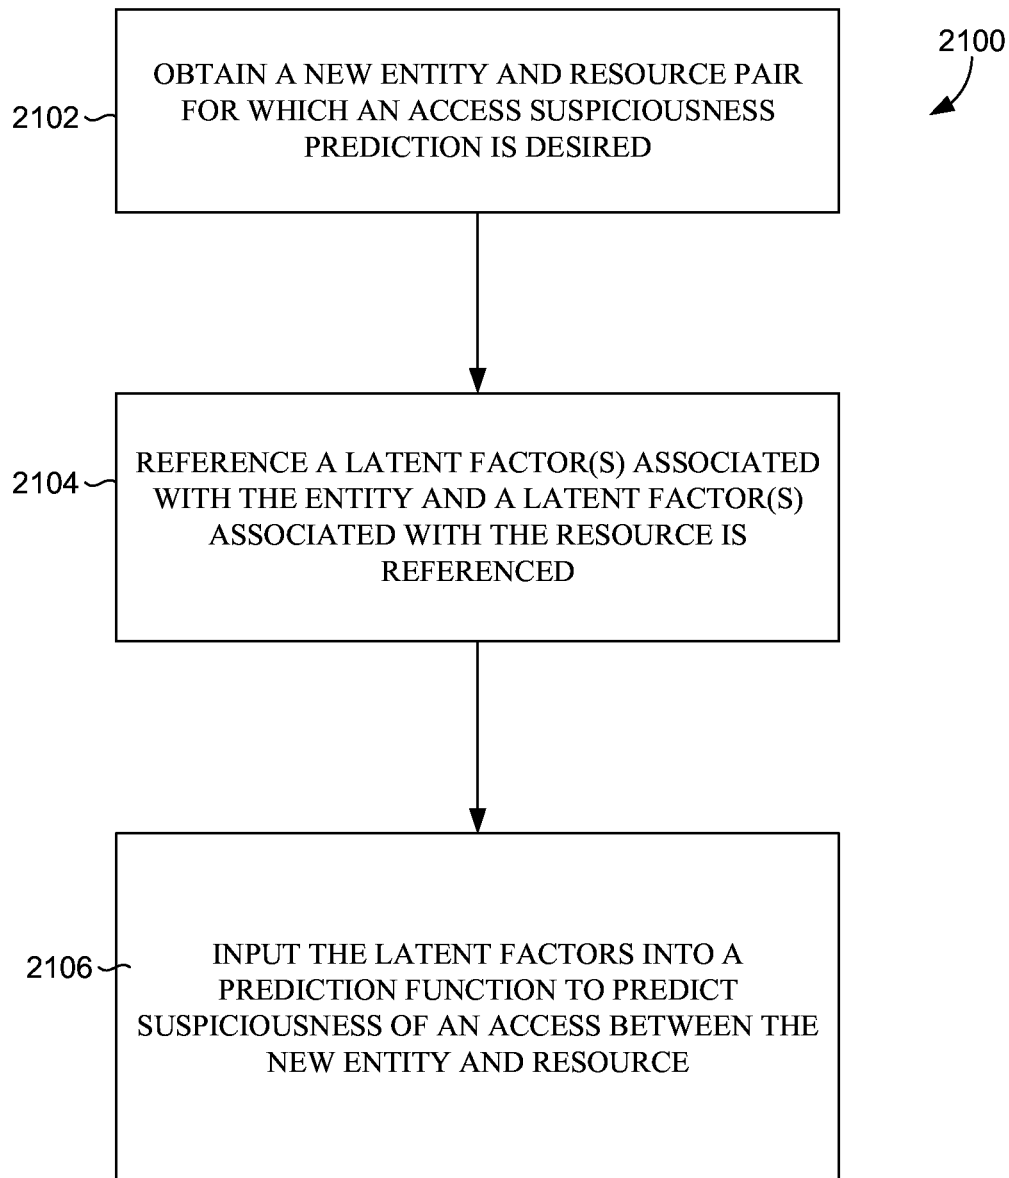 2100
2102
OBTAIN A NEW ENTITY AND RESOURCE PAIR
FOR WHICH AN ACCESS SUSPICIOUSNESS
PREDICTION IS DESIRED
2104
REFERENCE A LATENT FACTOR(S) ASSOCIATED
WITH THE ENTITY AND A LATENT FACTOR(S)
ASSOCIATED WITH THE RESOURCE IS
REFERENCED
2106
INPUT THE LATENT FACTORS INTO A
PREDICTION FUNCTION TO PREDICT
SUSPICIOUSNESS OF AN ACCESS BETWEEN THE
NEW ENTITY AND RESOURCE